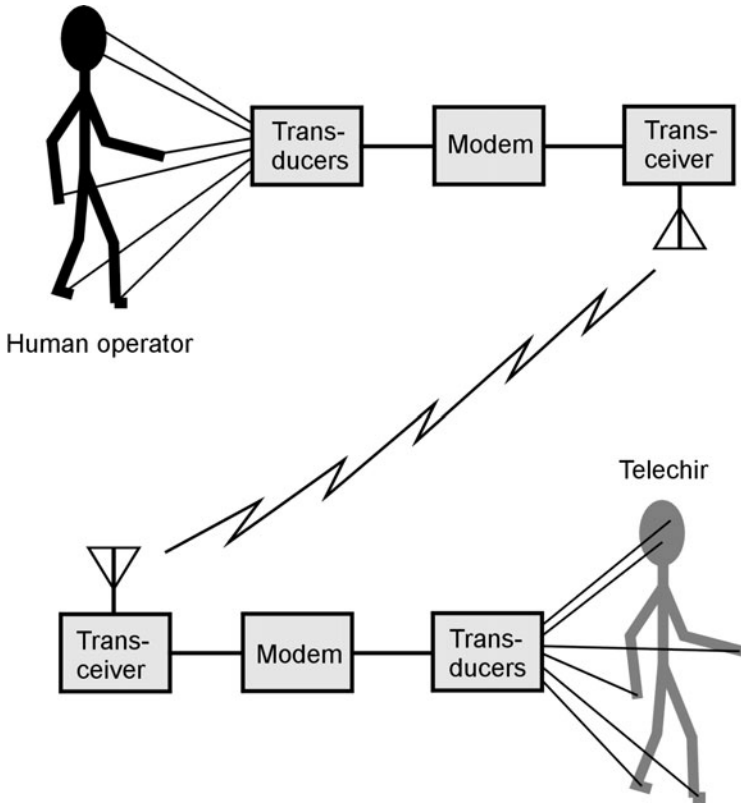 Trans-
ducers
Modem
Trans-
ceiver
Human operator
Telechir
Trans-
ceiver
Modem
Trans-
ducers